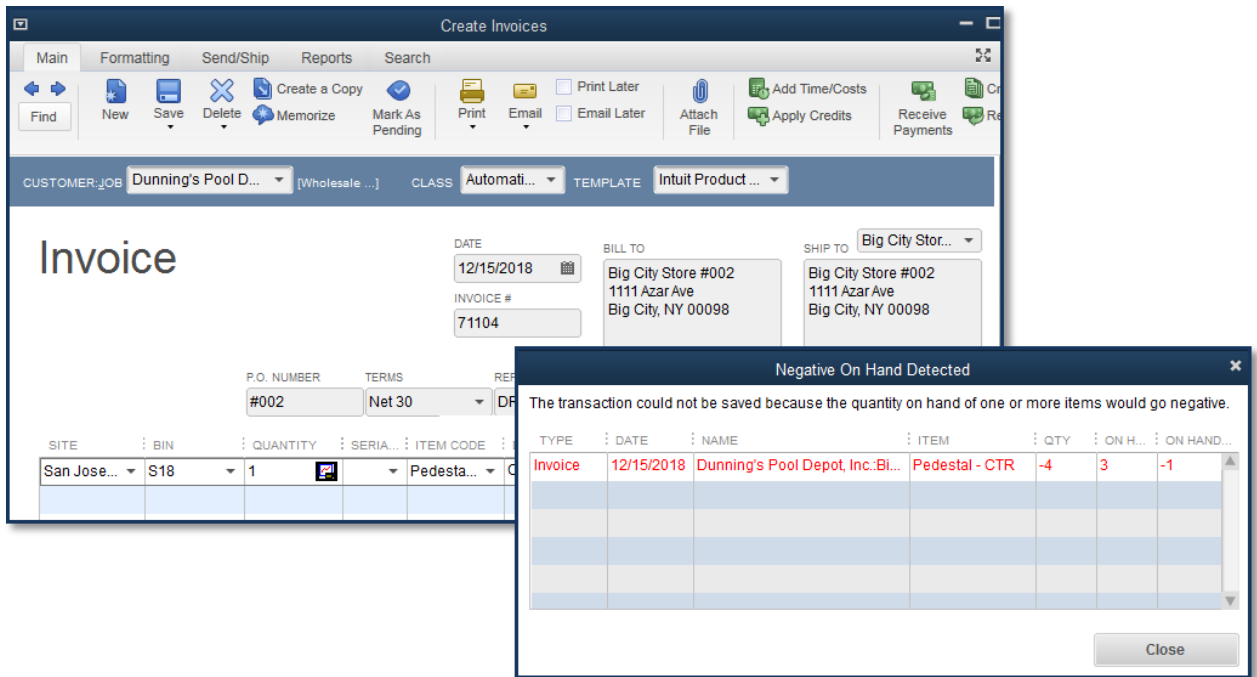 Create Invoices
Main Formatting Send/Ship Reports Search
Find New Save Delete Create a Copy Memorize Mark As Pending Print Email Print Later Email Later Attach File Add Time/Costs Apply Credits Receive Payments Cr Re
CUSTOMER:JOB Dunning's Pool D... [Wholesale ...] CLASS Automati... TEMPLATE Intuit Product ...
Invoice
DATE
12/15/2018
INVOICE #
71104
BILL TO
Big City Store #002
1111 Azar Ave
Big City, NY 00098
SHIP TO Big City Stor...
Big City Store #002
1111 Azar Ave
Big City, NY 00098
P.O. NUMBER TERMS
#002 Net 30
SITE BIN QUANTITY SERIA... ITEM CODE
San Jose... S18 1 Pedesta...
Negative On Hand Detected
The transaction could not be saved because the quantity on hand of one or more items would go negative.
TYPE DATE NAME ITEM QTY ON H... ON HAND...
Invoice 12/15/2018 Dunning's Pool Depot, Inc.:Bi... Pedestal - CTR -4 3 -1
Close